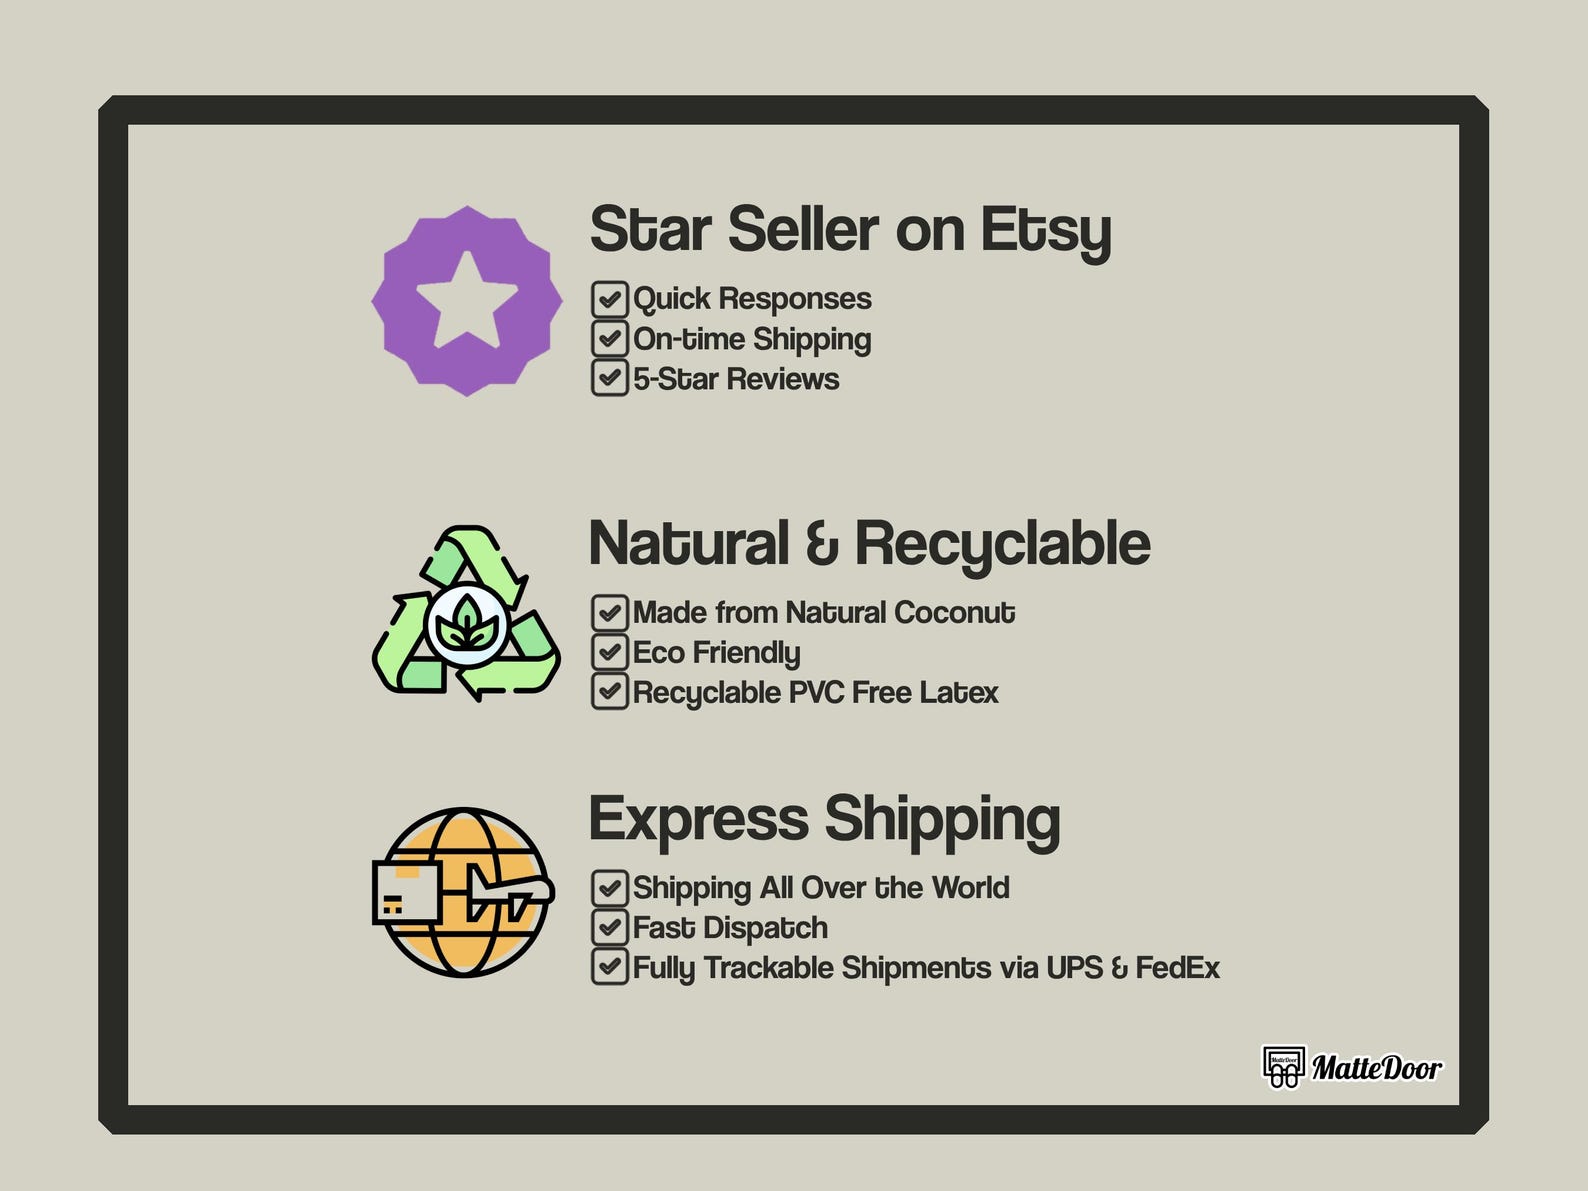 Star Seller on Etsy
Quick Responses
On-time Shipping
5-Star Reviews
Natural & Recyclable
Made from Natural Coconut
Eco Friendly
Recyclable PVC Free Latex
Express Shipping
Shipping All Over the World
Fast Dispatch
Fully Trackable Shipments via UPS & FedEx
MatteDoor
MatteDoor